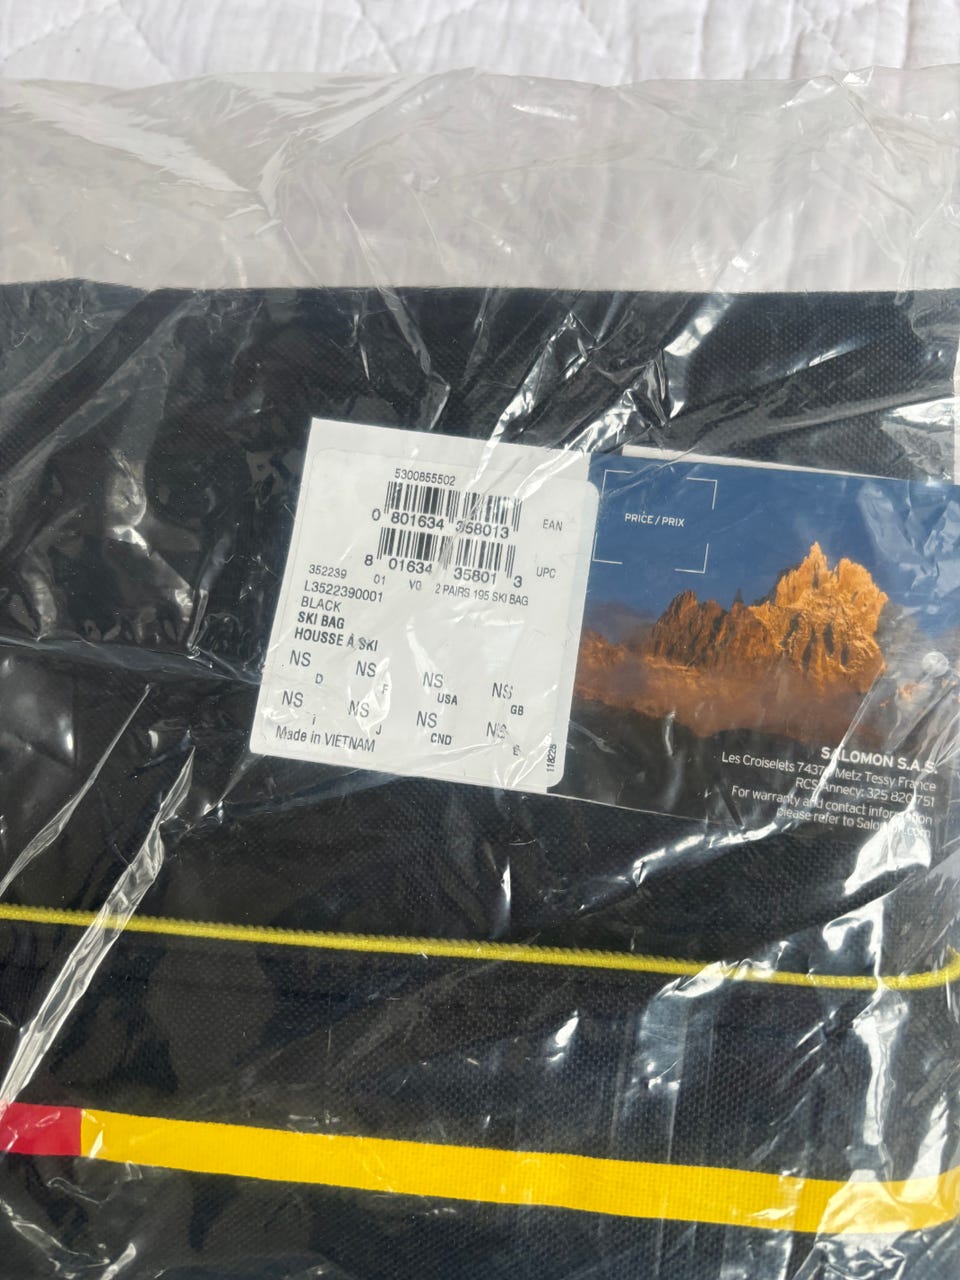 5300855502
0 801634 358013 EAN
8 01634 35801 3 UPC
352239 01 V0 2 PAIRS 195 SKI BAG
L3522390001
BLACK
SKI BAG
HOUSSE À SKI
NS D NS F NS USA NS GB
NS I NS J NS CND NS E
Made in VIETNAM
118228
PRICE / PRIX
SALOMON S.A.S.
Les Croiselets 74370 Metz Tessy France
RCS Annecy: 325 820 751
For warranty and contact information
please refer to Salomon.com